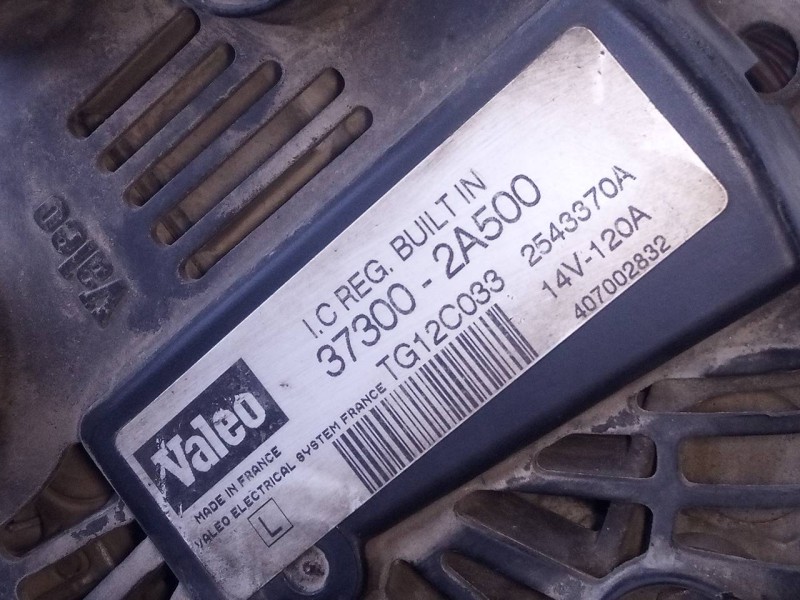 Valeo
I.C REG. BUILT IN
37300 - 2A500
TG12C033 2543370A
14V-120A
407002832
Valeo
MADE IN FRANCE
VALEO ELECTRICAL SYSTEM FRANCE
L